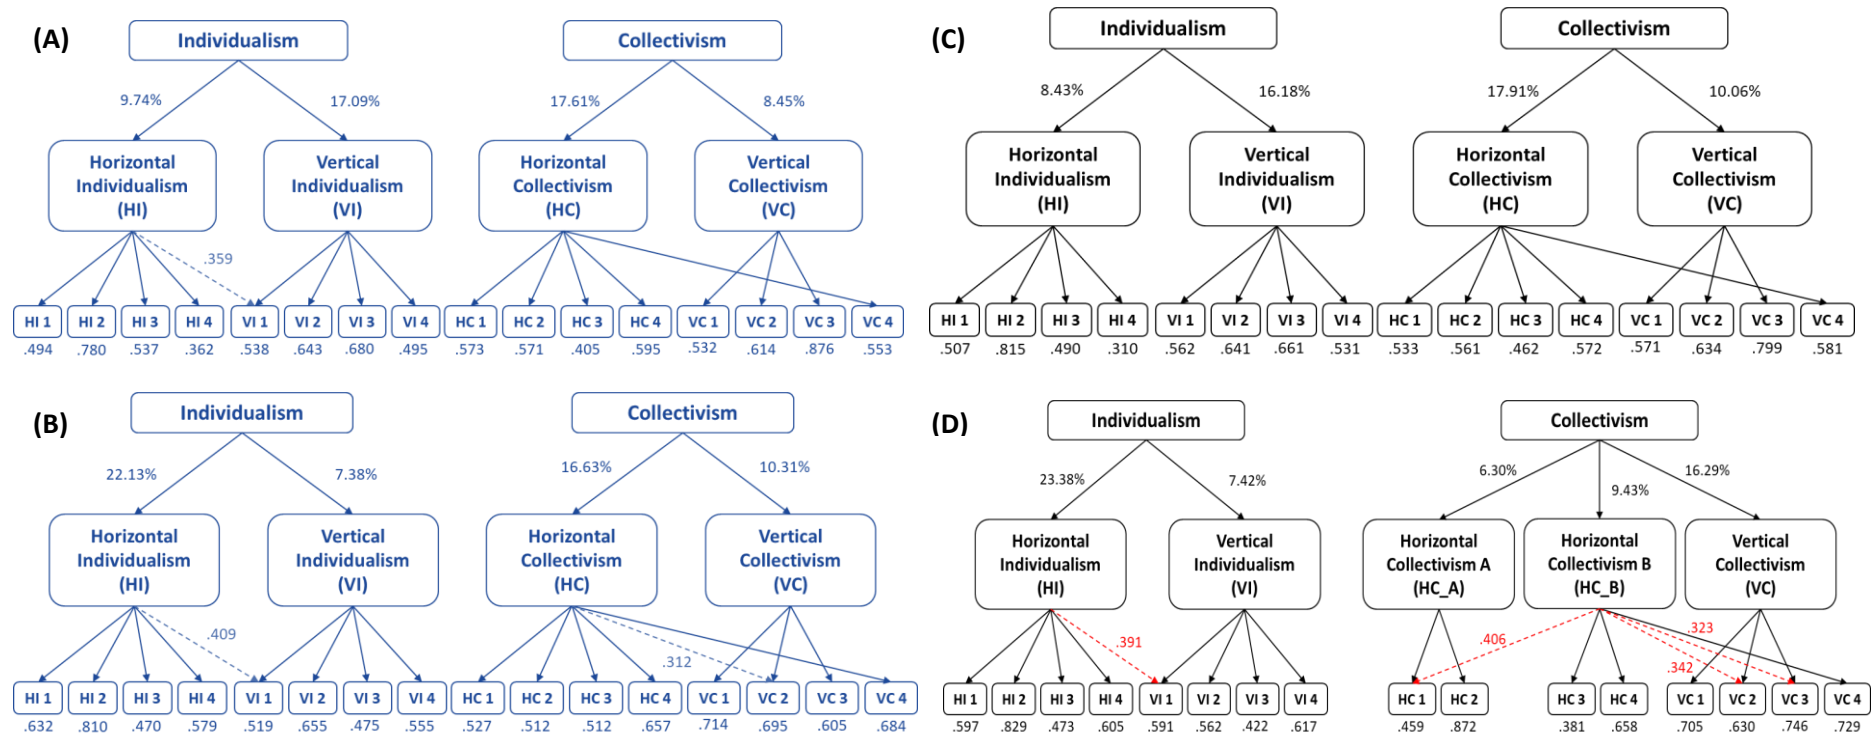 (A)
Individualism
Collectivism
9.74%
17.09%
17.61%
8.45%
Horizontal
Individualism
(HI)
Vertical
Individualism
(VI)
Horizontal
Collectivism
(HC)
Vertical
Collectivism
(VC)
.359
HI 1 HI 2 HI 3 HI 4 VI 1 VI 2 VI 3 VI 4 HC 1 HC 2 HC 3 HC 4 VC 1 VC 2 VC 3 VC 4
.494 .780 .537 .362 .538 .643 .680 .495 .573 .571 .405 .595 .532 .614 .876 .553
(B)
Individualism
Collectivism
22.13%
7.38%
16.63%
10.31%
Horizontal
Individualism
(HI)
Vertical
Individualism
(VI)
Horizontal
Collectivism
(HC)
Vertical
Collectivism
(VC)
.409
.312
HI 1 HI 2 HI 3 HI 4 VI 1 VI 2 VI 3 VI 4 HC 1 HC 2 HC 3 HC 4 VC 1 VC 2 VC 3 VC 4
.632 .810 .470 .579 .519 .655 .475 .555 .527 .512 .512 .657 .714 .695 .605 .684
(C)
Individualism
Collectivism
8.43%
16.18%
17.91%
10.06%
Horizontal
Individualism
(HI)
Vertical
Individualism
(VI)
Horizontal
Collectivism
(HC)
Vertical
Collectivism
(VC)
HI 1 HI 2 HI 3 HI 4 VI 1 VI 2 VI 3 VI 4 HC 1 HC 2 HC 3 HC 4 VC 1 VC 2 VC 3 VC 4
.507 .815 .490 .310 .562 .641 .661 .531 .533 .561 .462 .572 .571 .634 .799 .581
(D)
Individualism
Collectivism
23.38%
7.42%
6.30%
9.43%
16.29%
Horizontal
Individualism
(HI)
Vertical
Individualism
(VI)
Horizontal
Collectivism A
(HC_A)
Horizontal
Collectivism B
(HC_B)
Vertical
Collectivism
(VC)
.391
.406
.323
.342
HI 1 HI 2 HI 3 HI 4 VI 1 VI 2 VI 3 VI 4 HC 1 HC 2 HC 3 HC 4 VC 1 VC 2 VC 3 VC 4
.597 .829 .473 .605 .591 .562 .422 .617 .459 .872 .381 .658 .705 .630 .746 .729